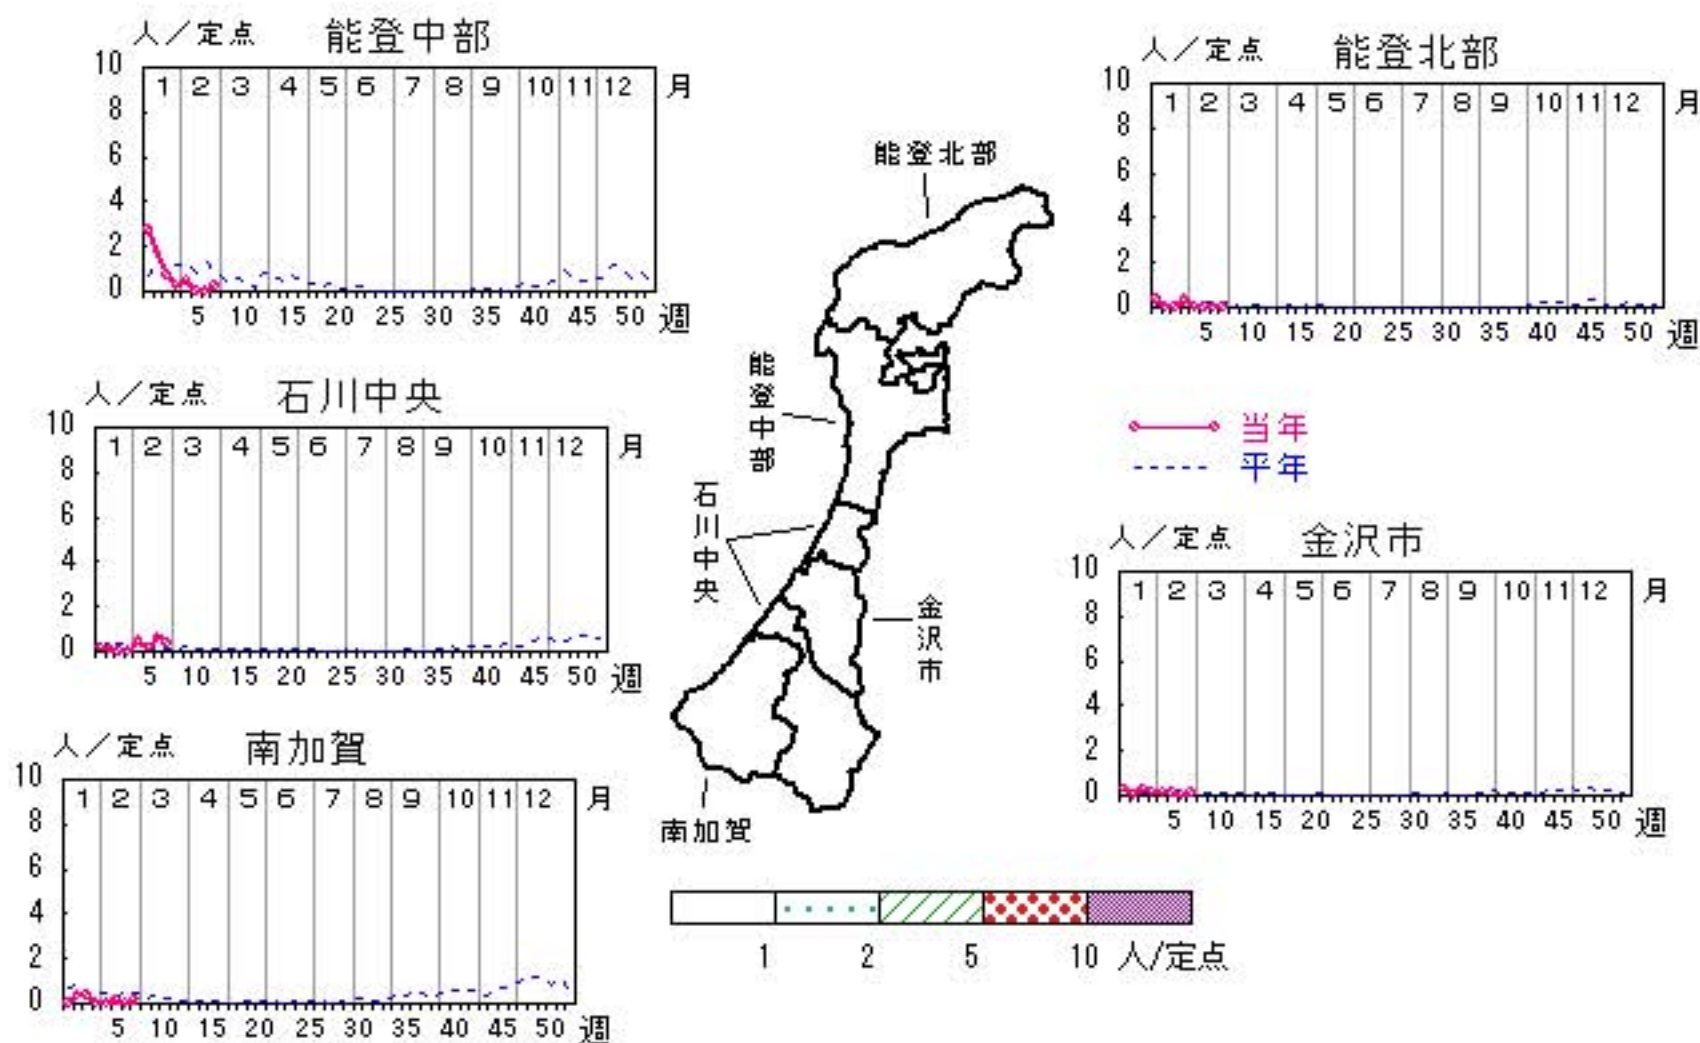 人／定点 能登中部
10 8 6 4 2 0
1 2 3 4 5 6 7 8 9 10 11 12 月
5 10 15 20 25 30 35 40 45 50 週
人／定点 能登北部
10 8 6 4 2 0
1 2 3 4 5 6 7 8 9 10 11 12 月
5 10 15 20 25 30 35 40 45 50 週
人／定点 石川中央
10 8 6 4 2 0
1 2 3 4 5 6 7 8 9 10 11 12 月
5 10 15 20 25 30 35 40 45 50 週
当年
平年
人／定点 金沢市
10 8 6 4 2 0
1 2 3 4 5 6 7 8 9 10 11 12 月
5 10 15 20 25 30 35 40 45 50 週
人／定点 南加賀
10 8 6 4 2 0
1 2 3 4 5 6 7 8 9 10 11 12 月
5 10 15 20 25 30 35 40 45 50 週
能登北部
能登中部
石川中央
金沢市
南加賀
1 2 5 10 人/定点